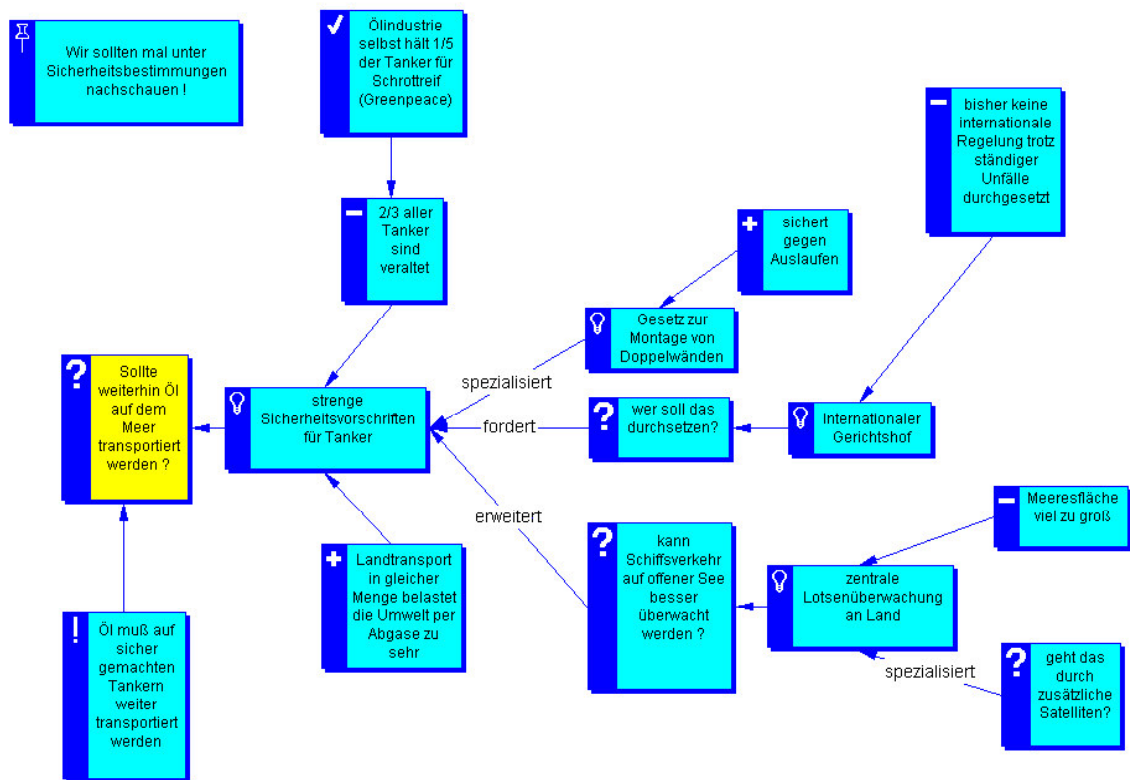 Wir sollten mal unter
Sicherheitsbestimmungen
nachschauen !
Ölindustrie
selbst hält 1/5
der Tanker für
Schrottreif
(Greenpeace)
bisher keine
internationale
Regelung trotz
ständiger
Unfälle
durchgesetzt
2/3 aller
Tanker
sind
veraltet
sichert
gegen
Auslaufen
Gesetz zur
Montage von
Doppelwänden
Sollte
weiterhin Öl
auf dem
Meer
transportiert
werden ?
spezialisiert
strenge
Sicherheitsvorschriften
für Tanker
fordert
wer soll das
durchsetzen?
Internationaler
Gerichtshof
erweitert
Meeresfläche
viel zu groß
kann
Schiffsverkehr
auf offener See
besser
überwacht
werden ?
Landtransport
in gleicher
Menge belastet
die Umwelt per
Abgase zu
sehr
zentrale
Lotsenüberwachung
an Land
Öl muß auf
sicher
gemachten
Tankern
weiter
transportiert
werden
spezialisiert
geht das
durch
zusätzliche
Satelliten?